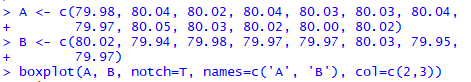 > A <- c(79.98, 80.04, 80.02, 80.04, 80.03, 80.03, 80.04,
+        79.97, 80.05, 80.03, 80.02, 80.00, 80.02)
> B <- c(80.02, 79.94, 79.98, 79.97, 79.97, 80.03, 79.95,
+        79.97)
> boxplot(A, B, notch=T, names=c('A', 'B'), col=c(2,3))